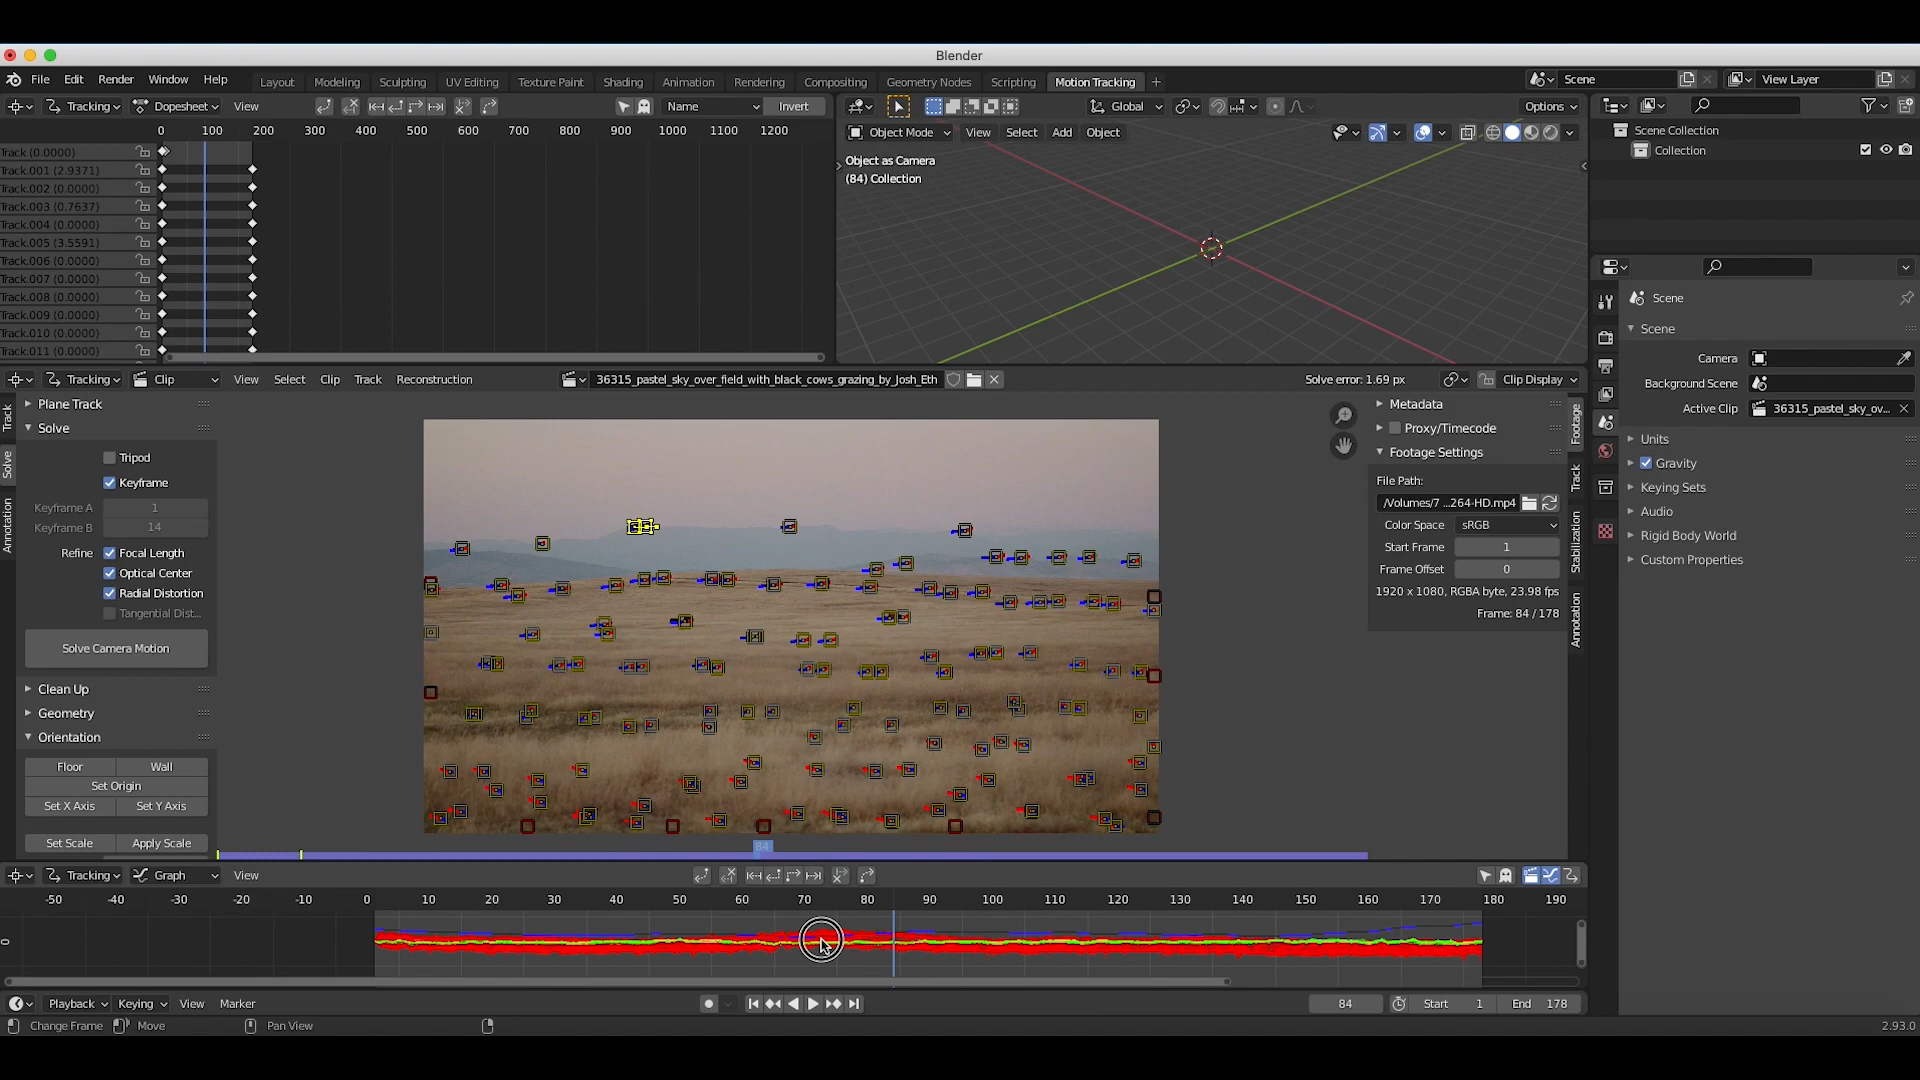 Blender
File Edit Render Window Help Layout Modeling Sculpting UV Editing Texture Paint Shading Animation Rendering Compositing Geometry Nodes Scripting Motion Tracking + Scene View Layer
Tracking Dopesheet View Name Invert Global Options
Object Mode View Select Add Object
0 100 200 300 400 500 600 700 800 900 1000 1100 1200
Object as Camera
(84) Collection
Scene Collection
Collection
Track (0.0000)
Track.001 (2.9371)
Track.002 (0.0000)
Track.003 (0.7637)
Track.004 (0.0000)
Track.005 (3.5591)
Track.006 (0.0000)
Track.007 (0.0000)
Track.008 (0.0000)
Track.009 (0.0000)
Track.010 (0.0000)
Track.011 (0.0000)
Scene
Scene
Camera
Background Scene
Active Clip 36315_pastel_sky_ov...
Units
Gravity
Keying Sets
Audio
Rigid Body World
Custom Properties
Tracking Clip View Select Clip Track Reconstruction 36315_pastel_sky_over_field_with_black_cows_grazing_by_Josh_Eth Solve error: 1.69 px Clip Display
Track
Solve
Annotation
Plane Track
Solve
Tripod
Keyframe
Keyframe A 1
Keyframe B 14
Refine Focal Length
Optical Center
Radial Distortion
Tangential Dist...
Solve Camera Motion
Clean Up
Geometry
Orientation
Floor Wall
Set Origin
Set X Axis Set Y Axis
Set Scale Apply Scale
Metadata
Proxy/Timecode
Footage Settings
File Path:
/Volumes/7 ...264-HD.mp4
Color Space sRGB
Start Frame 1
Frame Offset 0
1920 x 1080, RGBA byte, 23.98 fps
Frame: 84 / 178
Footage
Track
Stabilization
Annotation
84
Tracking Graph View
-50 -40 -30 -20 -10 0 10 20 30 40 50 60 70 80 90 100 110 120 130 140 150 160 170 180 190
0
Playback Keying View Marker 84 Start 1 End 178
Change Frame Move Pan View 2.93.0